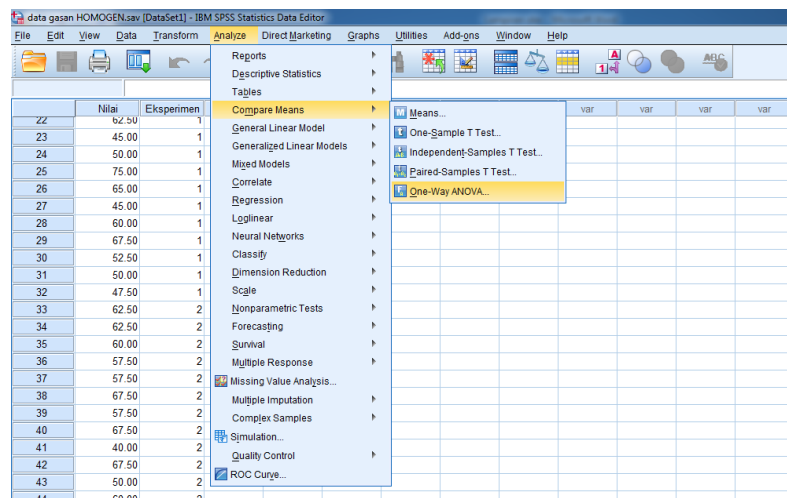 data gasan HOMOGEN.sav [DataSet1] - IBM SPSS Statistics Data Editor
File Edit View Data Transform Analyze Direct Marketing Graphs Utilities Add-ons Window Help
Nilai Eksperimen var var var var
Reports
Descriptive Statistics
Tables
Compare Means
General Linear Model
Generalized Linear Models
Mixed Models
Correlate
Regression
Loglinear
Neural Networks
Classify
Dimension Reduction
Scale
Nonparametric Tests
Forecasting
Survival
Multiple Response
Missing Value Analysis...
Multiple Imputation
Complex Samples
Simulation...
Quality Control
ROC Curve...
Means...
One-Sample T Test...
Independent-Samples T Test...
Paired-Samples T Test...
One-Way ANOVA...
22 62.50 1
23 45.00 1
24 50.00 1
25 75.00 1
26 65.00 1
27 45.00 1
28 60.00 1
29 67.50 1
30 52.50 1
31 50.00 1
32 47.50 1
33 62.50 2
34 62.50 2
35 60.00 2
36 57.50 2
37 57.50 2
38 67.50 2
39 57.50 2
40 67.50 2
41 40.00 2
42 67.50 2
43 50.00 2